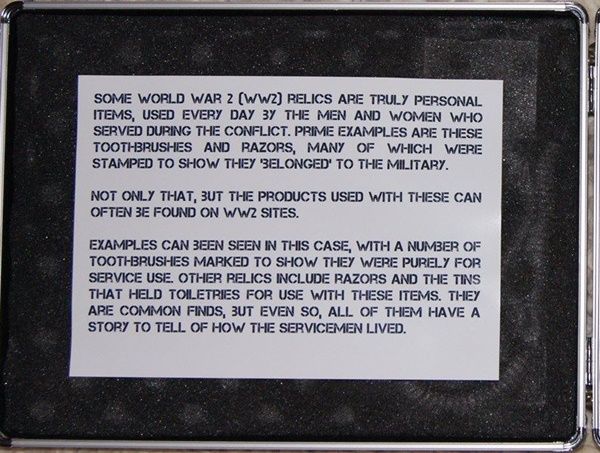 SOME WORLD WAR 2 (WW2) RELICS ARE TRULY PERSONAL
ITEMS, USED EVERY DAY BY THE MEN AND WOMEN WHO
SERVED DURING THE CONFLICT. PRIME EXAMPLES ARE THESE
TOOTHBRUSHES AND RAZORS, MANY OF WHICH WERE
STAMPED TO SHOW THEY 'BELONGED' TO THE MILITARY.
NOT ONLY THAT, BUT THE PRODUCTS USED WITH THESE CAN
OFTEN BE FOUND ON WW2 SITES.
EXAMPLES CAN BEEN SEEN IN THIS CASE, WITH A NUMBER OF
TOOTHBRUSHES MARKED TO SHOW THEY WERE PURELY FOR
SERVICE USE. OTHER RELICS INCLUDE RAZORS AND THE TINS
THAT HELD TOILETRIES FOR USE WITH THESE ITEMS. THEY
ARE COMMON FINDS, BUT EVEN SO, ALL OF THEM HAVE A
STORY TO TELL OF HOW THE SERVICEMEN LIVED.